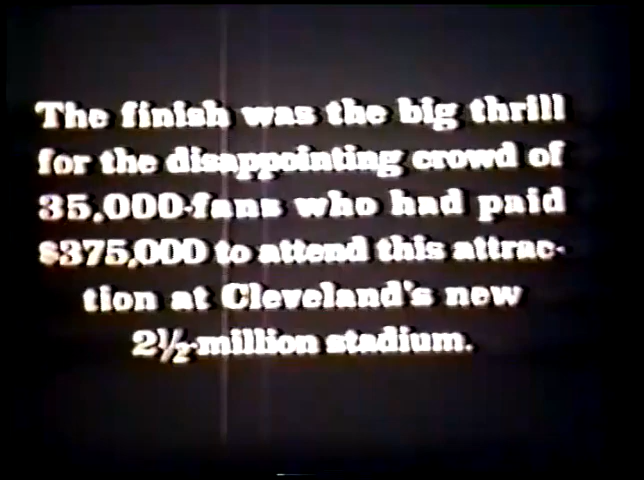 The finish was the big thrill
for the disappointing crowd of
35,000-fans who had paid
$375,000 to attend this attrac-
tion at Cleveland's new
2½-million stadium.